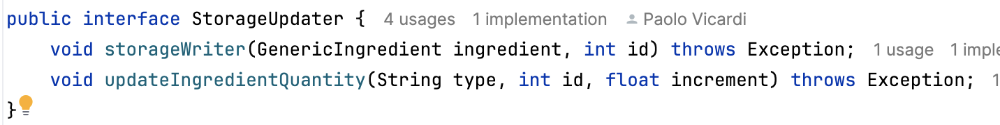 public interface StorageUpdater { 4 usages 1 implementation Paolo Vicardi
void storageWriter(GenericIngredient ingredient, int id) throws Exception; 1 usage 1 imple
void updateIngredientQuantity(String type, int id, float increment) throws Exception; 1
}